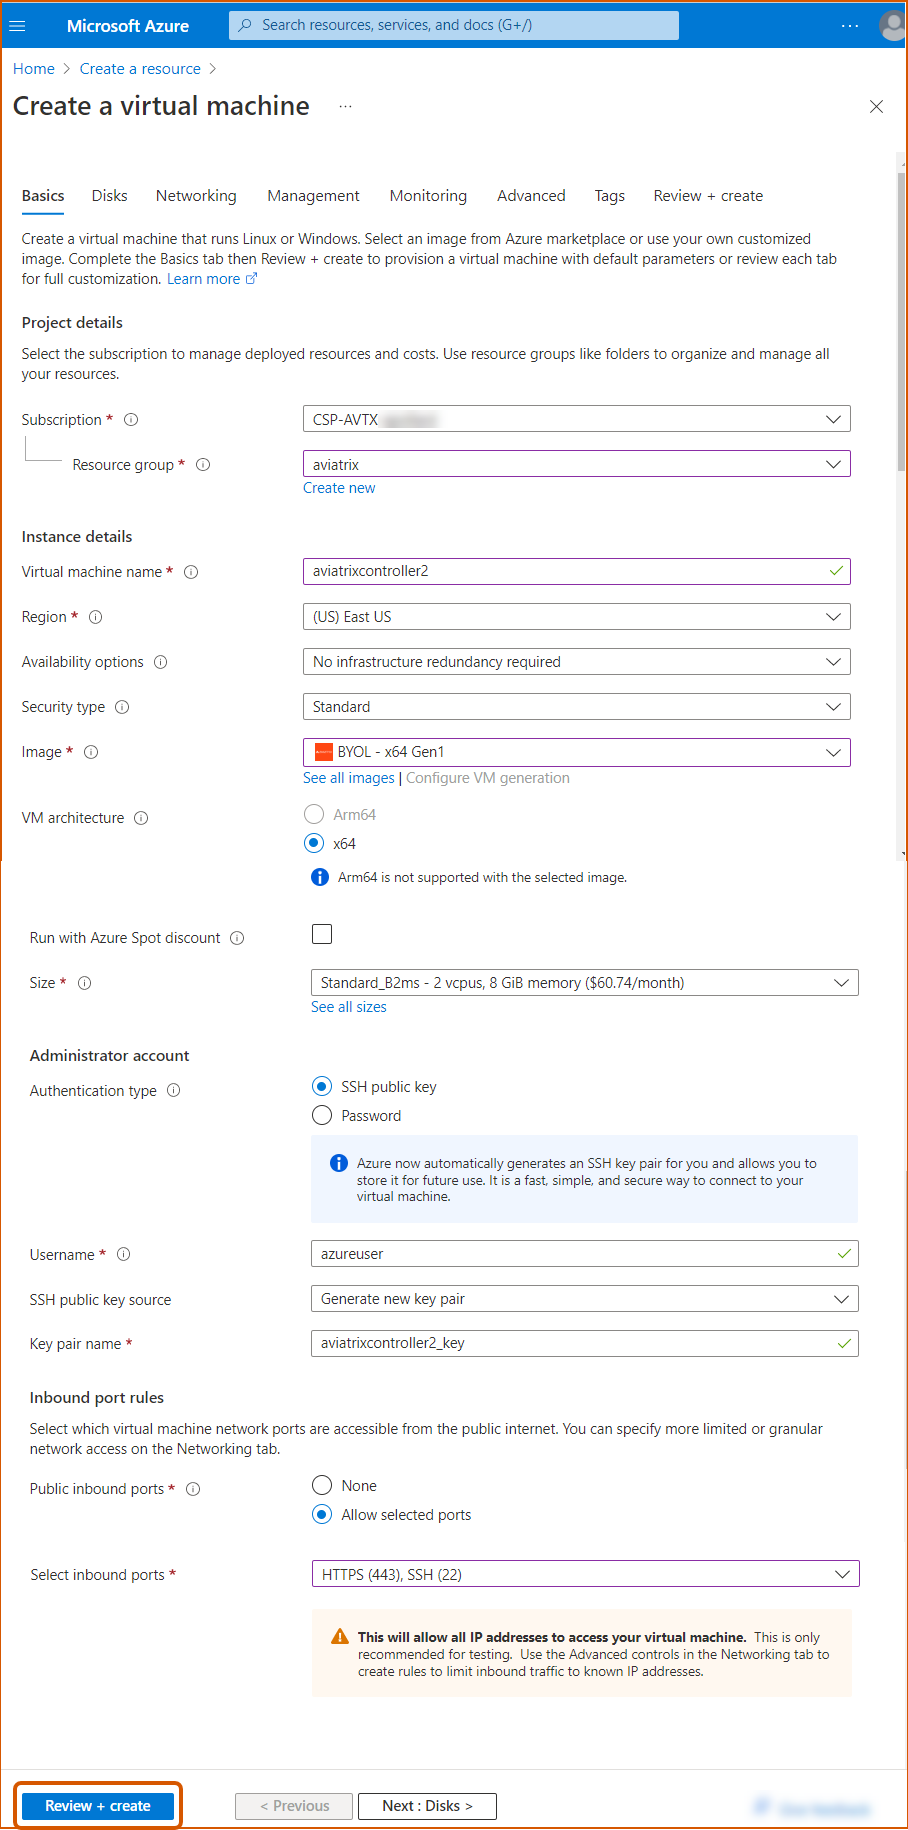 Microsoft Azure
Search resources, services, and docs (G+/)
...
Home > Create a resource >
Create a virtual machine ...
Basics Disks Networking Management Monitoring Advanced Tags Review + create
Create a virtual machine that runs Linux or Windows. Select an image from Azure marketplace or use your own customized
image. Complete the Basics tab then Review + create to provision a virtual machine with default parameters or review each tab
for full customization. Learn more
Project details
Select the subscription to manage deployed resources and costs. Use resource groups like folders to organize and manage all
your resources.
Subscription * CSP-AVTX
Resource group * aviatrix
Create new
Instance details
Virtual machine name * aviatrixcontroller2
Region * (US) East US
Availability options No infrastructure redundancy required
Security type Standard
Image * BYOL - x64 Gen1
See all images | Configure VM generation
VM architecture Arm64
x64
Arm64 is not supported with the selected image.
Run with Azure Spot discount
Size * Standard_B2ms - 2 vcpus, 8 GiB memory ($60.74/month)
See all sizes
Administrator account
Authentication type SSH public key
Password
Azure now automatically generates an SSH key pair for you and allows you to
store it for future use. It is a fast, simple, and secure way to connect to your
virtual machine.
Username * azureuser
SSH public key source Generate new key pair
Key pair name * aviatrixcontroller2_key
Inbound port rules
Select which virtual machine network ports are accessible from the public internet. You can specify more limited or granular
network access on the Networking tab.
Public inbound ports * None
Allow selected ports
Select inbound ports * HTTPS (443), SSH (22)
This will allow all IP addresses to access your virtual machine. This is only
recommended for testing. Use the Advanced controls in the Networking tab to
create rules to limit inbound traffic to known IP addresses.
Review + create < Previous Next : Disks >